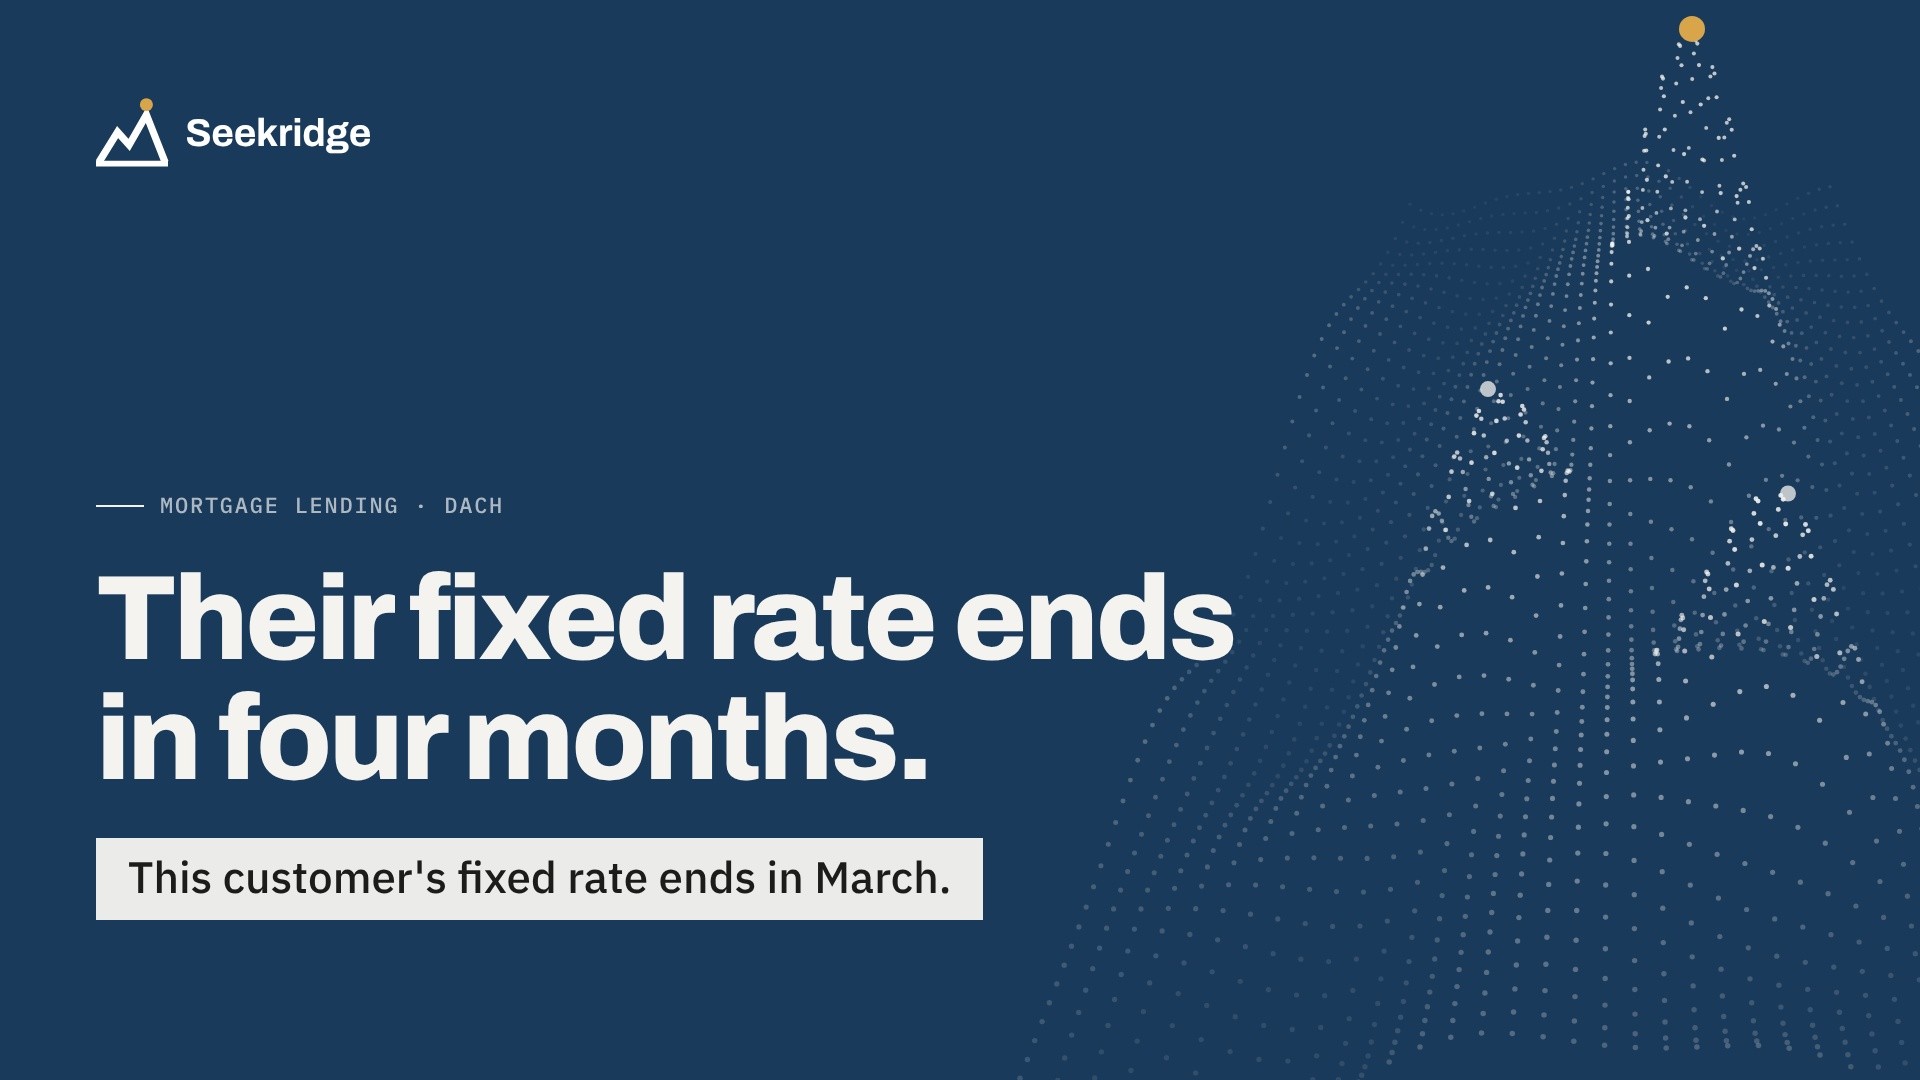 Seekridge
MORTGAGE LENDING · DACH
Their fixed rate ends
in four months.
This customer's fixed rate ends in March.